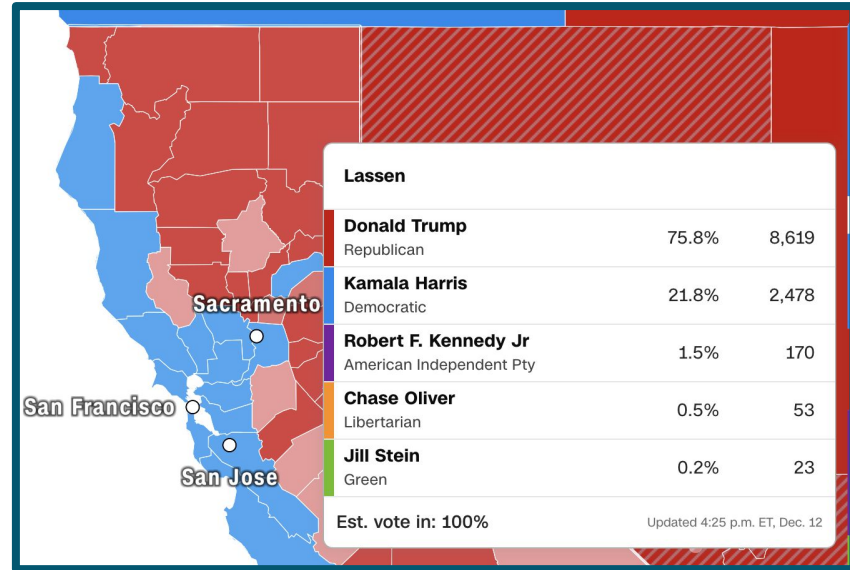 Lassen
Donald Trump
Republican
75.8%
8,619
Kamala Harris
Democratic
21.8%
2,478
Robert F. Kennedy Jr
American Independent Pty
1.5%
170
Chase Oliver
Libertarian
0.5%
53
Jill Stein
Green
0.2%
23
Est. vote in: 100%
Updated 4:25 p.m. ET, Dec. 12
Sacramento
San Francisco
San Jose